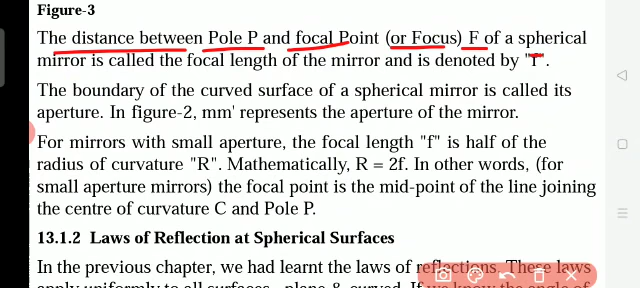 Figure-3
The distance between Pole P and focal Point (or Focus) F of a spherical
mirror is called the focal length of the mirror and is denoted by "f".
The boundary of the curved surface of a spherical mirror is called its
aperture. In figure-2, mm' represents the aperture of the mirror.
For mirrors with small aperture, the focal length "f" is half of the
radius of curvature "R". Mathematically, R = 2f. In other words, (for
small aperture mirrors) the focal point is the mid-point of the line joining
the centre of curvature C and Pole P.
13.1.2 Laws of Reflection at Spherical Surfaces
In the previous chapter, we had learnt the laws of reflections. These laws